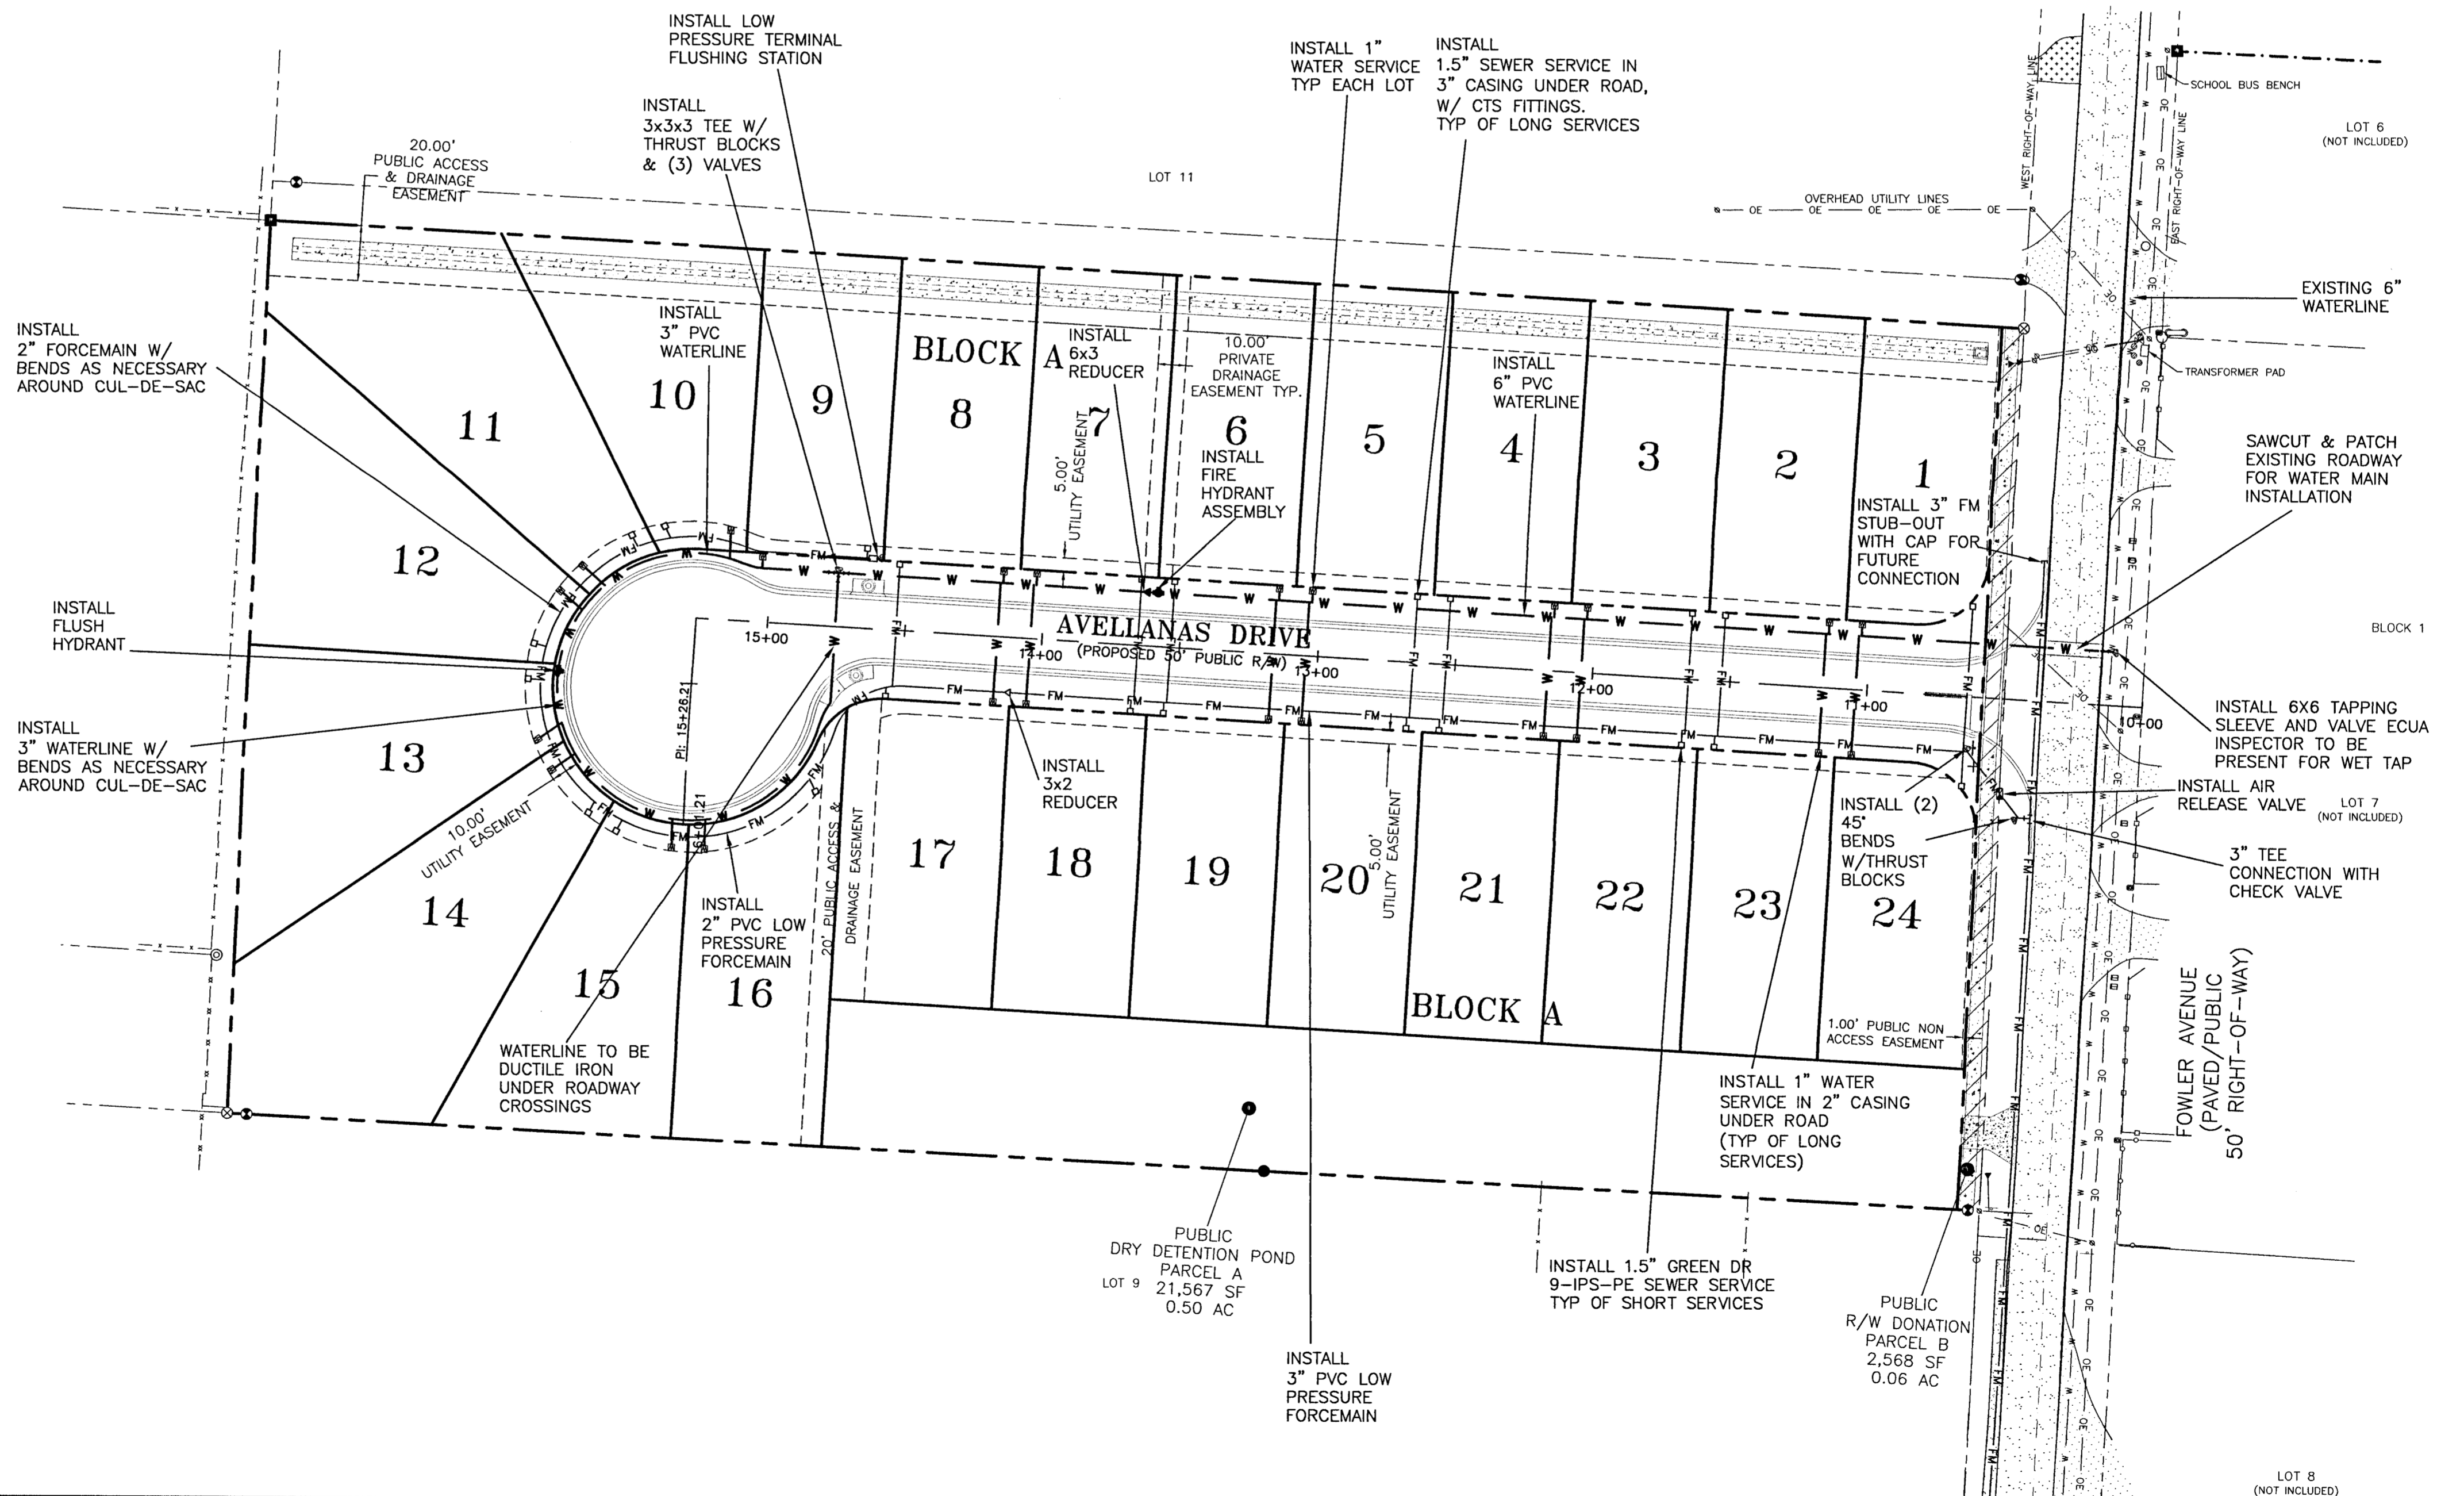 INSTALL LOW
PRESSURE TERMINAL
FLUSHING STATION
INSTALL
3x3x3 TEE W/
THRUST BLOCKS
& (3) VALVES
INSTALL 1"
WATER SERVICE
TYP EACH LOT
INSTALL
1.5" SEWER SERVICE IN
3" CASING UNDER ROAD,
W/ CTS FITTINGS.
TYP OF LONG SERVICES
WEST RIGHT-OF-WAY LINE
EAST RIGHT-OF-WAY LINE
SCHOOL BUS BENCH
LOT 6
(NOT INCLUDED)
20.00'
PUBLIC ACCESS
& DRAINAGE
EASEMENT
LOT 11
OVERHEAD UTILITY LINES
OE OE OE OE OE
EXISTING 6"
WATERLINE
TRANSFORMER PAD
INSTALL
2" FORCEMAIN W/
BENDS AS NECESSARY
AROUND CUL-DE-SAC
INSTALL
3" PVC
WATERLINE
BLOCK A
INSTALL
6x3
REDUCER
10.00'
PRIVATE
DRAINAGE
EASEMENT TYP.
INSTALL
6" PVC
WATERLINE
11
10
9
8
7
6
5
4
3
2
1
5.00'
UTILITY EASEMENT
INSTALL
FIRE
HYDRANT
ASSEMBLY
INSTALL 3" FM
STUB-OUT
WITH CAP FOR
FUTURE
CONNECTION
SAWCUT & PATCH
EXISTING ROADWAY
FOR WATER MAIN
INSTALLATION
12
INSTALL
FLUSH
HYDRANT
15+00
AVELLANAS DRIVE
(PROPOSED 50' PUBLIC R/W)
14+00
13+00
12+00
11+00
10+00
BLOCK 1
PI: 15+26.21
16+01.21
INSTALL
3" WATERLINE W/
BENDS AS NECESSARY
AROUND CUL-DE-SAC
13
10.00'
UTILITY EASEMENT
INSTALL
3x2
REDUCER
INSTALL 6X6 TAPPING
SLEEVE AND VALVE ECUA
INSPECTOR TO BE
PRESENT FOR WET TAP
INSTALL AIR
RELEASE VALVE
LOT 7
(NOT INCLUDED)
INSTALL (2)
45°
BENDS
W/THRUST
BLOCKS
3" TEE
CONNECTION WITH
CHECK VALVE
14
15
16
17
18
19
20
21
22
23
24
INSTALL
2" PVC LOW
PRESSURE
FORCEMAIN
20' PUBLIC ACCESS &
DRAINAGE EASEMENT
5.00'
UTILITY EASEMENT
BLOCK A
1.00' PUBLIC NON
ACCESS EASEMENT
FOWLER AVENUE
(PAVED/PUBLIC
50' RIGHT-OF-WAY)
WATERLINE TO BE
DUCTILE IRON
UNDER ROADWAY
CROSSINGS
INSTALL 1" WATER
SERVICE IN 2" CASING
UNDER ROAD
(TYP OF LONG
SERVICES)
PUBLIC
DRY DETENTION POND
PARCEL A
LOT 9 21,567 SF
0.50 AC
INSTALL 1.5" GREEN DR
9-IPS-PE SEWER SERVICE
TYP OF SHORT SERVICES
PUBLIC
R/W DONATION
PARCEL B
2,568 SF
0.06 AC
INSTALL
3" PVC LOW
PRESSURE
FORCEMAIN
LOT 8
(NOT INCLUDED)